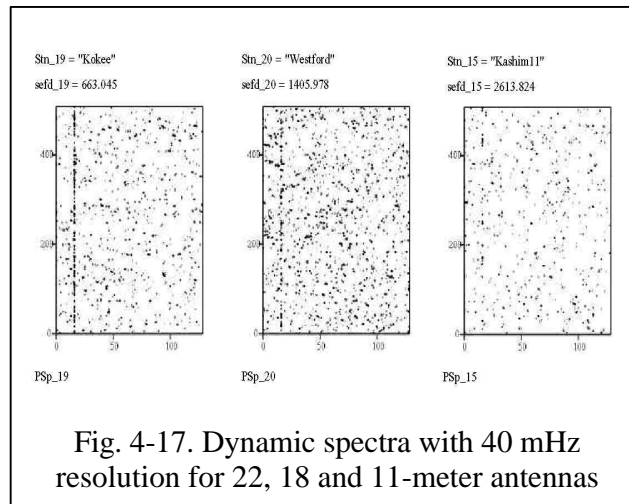 Stn_19 = "Kokee"
sefd_19 = 663.045
400
200
0
0 50 100
PSp_19
Stn_20 = "Westford"
sefd_20 = 1405.978
400
200
0
0 50 100
PSp_20
Stn_15 = "Kashim11"
sefd_15 = 2613.824
400
200
0
0 50 100
PSp_15
Fig. 4-17. Dynamic spectra with 40 mHz
resolution for 22, 18 and 11-meter antennas